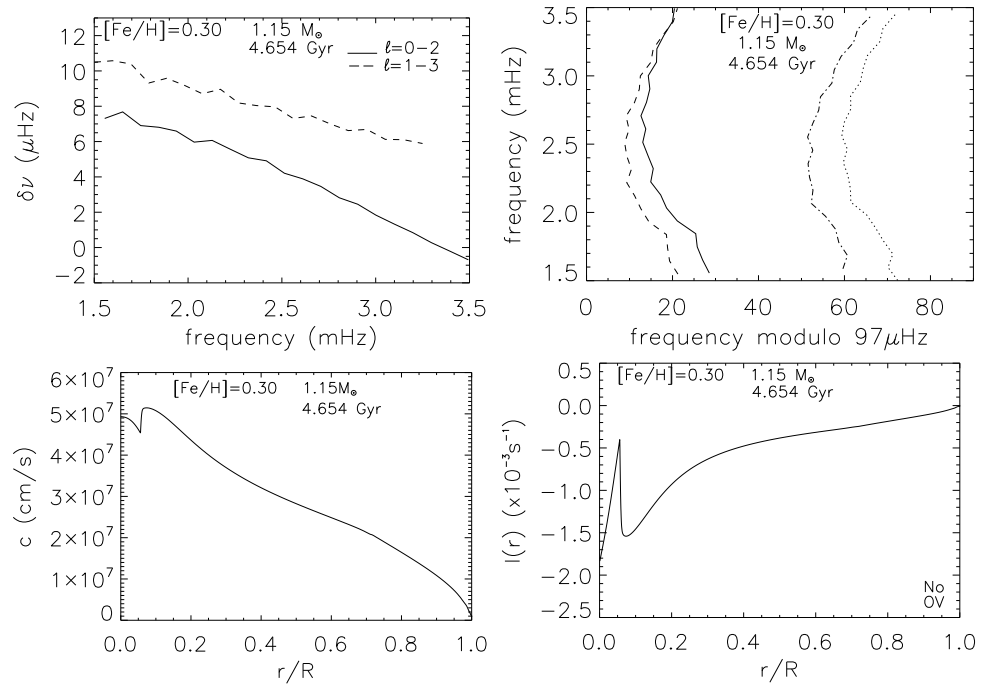 [Fe/H]=0.30 1.15 M⊙
4.654 Gyr
ℓ=0-2
ℓ=1-3
12
10
8
6
4
2
0
-2
δν (μHz)
1.5 2.0 2.5 3.0 3.5
frequency (mHz)
[Fe/H]=0.30
1.15 M⊙
4.654 Gyr
3.5
3.0
2.5
2.0
1.5
frequency (mHz)
0 20 40 60 80
frequency modulo 97μHz
[Fe/H]=0.30 1.15M⊙
4.654 Gyr
6×10⁷
5×10⁷
4×10⁷
3×10⁷
2×10⁷
1×10⁷
0
c (cm/s)
0.0 0.2 0.4 0.6 0.8 1.0
r/R
[Fe/H]=0.30 1.15 M⊙
4.654 Gyr
0.5
0.0
-0.5
-1.0
-1.5
-2.0
-2.5
I(r) (x10⁻³s⁻¹)
No
OV
0.0 0.2 0.4 0.6 0.8 1.0
r/R